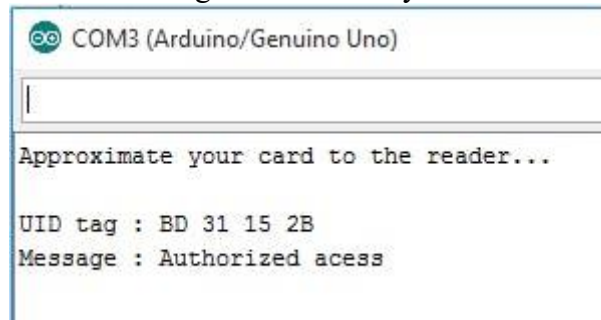 COM3 (Arduino/Genuino Uno)
Approximate your card to the reader...
UID tag : BD 31 15 2B
Message : Authorized acess